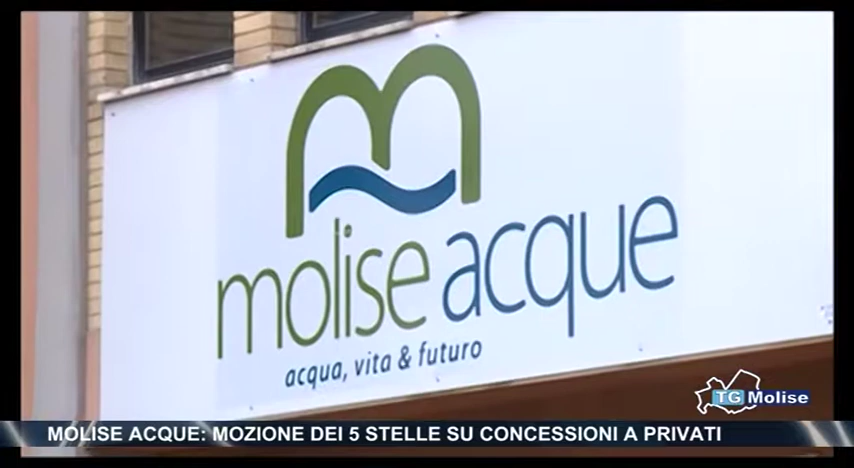 molise acque
acqua, vita & futuro
TG Molise
MOLISE ACQUE: MOZIONE DEI 5 STELLE SU CONCESSIONI A PRIVATI